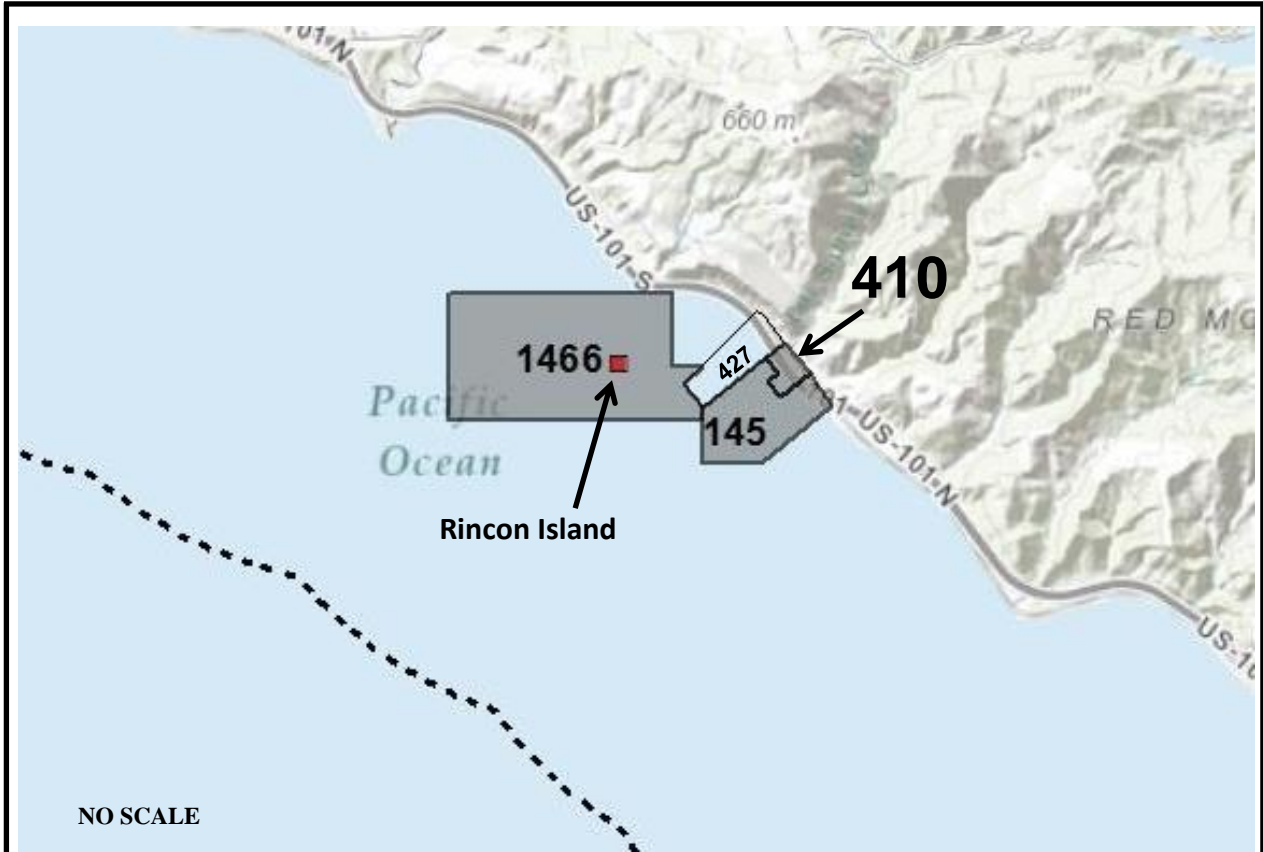 101-N
660 m
US-101-S
410
RED MO
1466
427
Pacific
Ocean
145
101-US-101-N
Rincon Island
US-10
NO SCALE